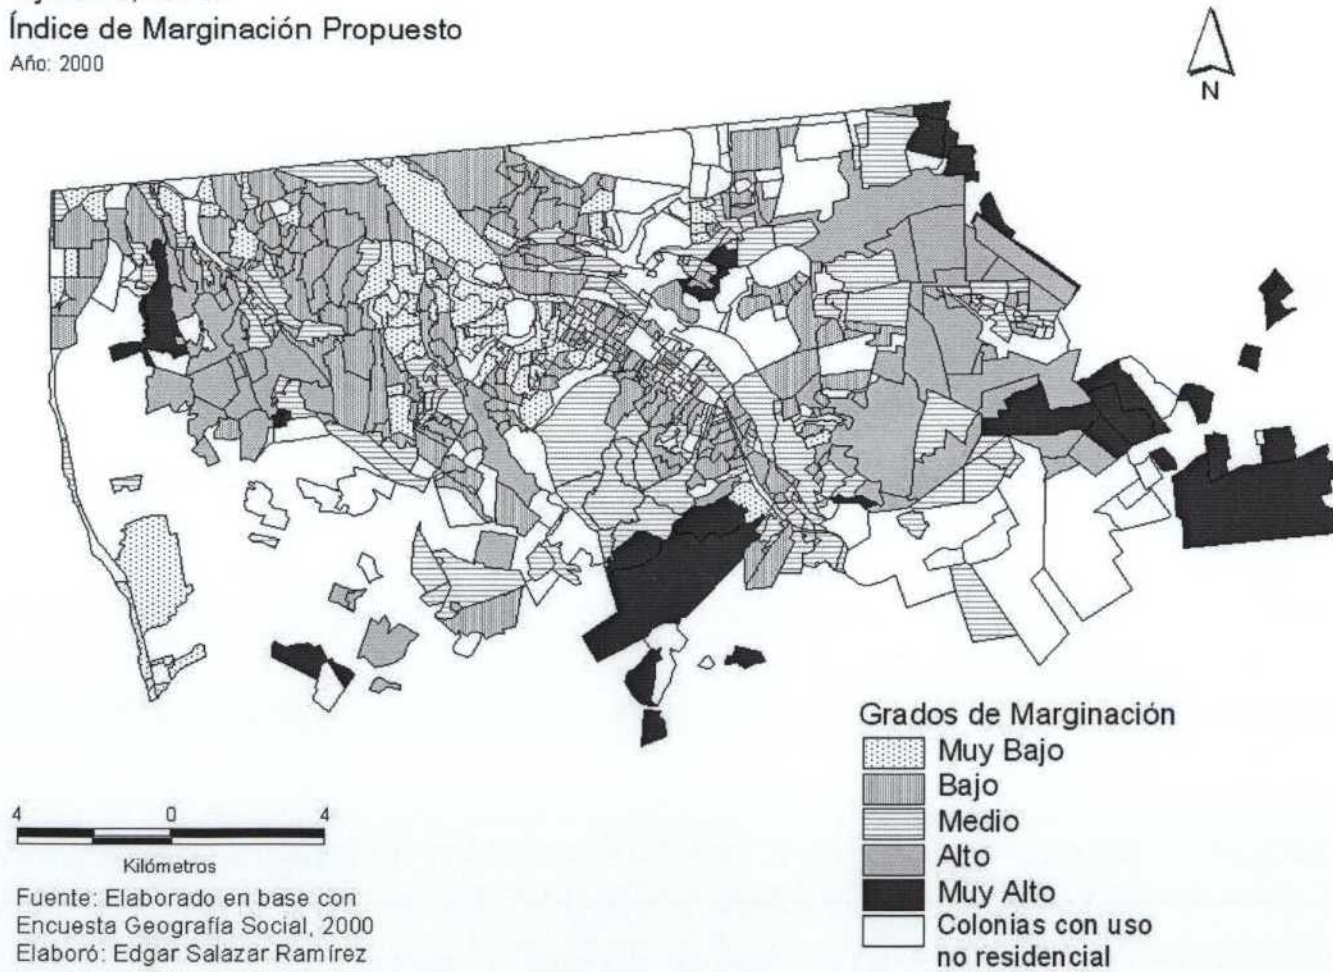 Índice de Marginación Propuesto
Año: 2000
N
Grados de Marginación
Muy Bajo
Bajo
Medio
Alto
Muy Alto
Colonias con uso
no residencial
4 0 4
Kilómetros
Fuente: Elaborado en base con
Encuesta Geografía Social, 2000
Elaboró: Edgar Salazar Ramírez